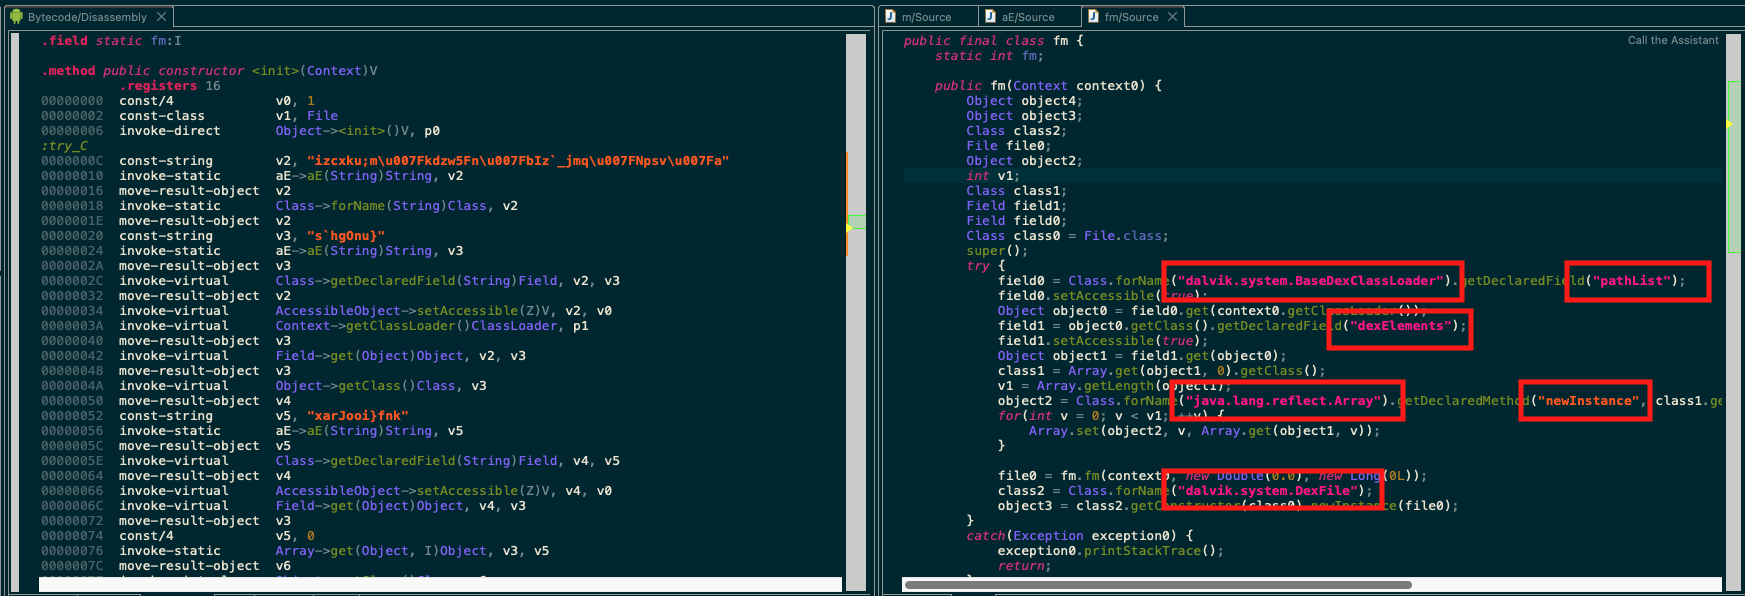 Bytecode/Disassembly
.field static fm:I
.method public constructor <init>(Context)V
.registers 16
00000000 const/4 v0, 1
00000002 const-class v1, File
00000006 invoke-direct Object-><init>()V, p0
:try_C
0000000C const-string v2, "izcxku;m\u007Fkdzw5Fn\u007FbIz`_jmq\u007FNpsv\u007Fa"
00000010 invoke-static aE->aE(String)String, v2
00000016 move-result-object v2
00000018 invoke-static Class->forName(String)Class, v2
0000001E move-result-object v2
00000020 const-string v3, "s`hgOnu}"
00000024 invoke-static aE->aE(String)String, v3
0000002A move-result-object v3
0000002C invoke-virtual Class->getDeclaredField(String)Field, v2, v3
00000032 move-result-object v2
00000034 invoke-virtual AccessibleObject->setAccessible(Z)V, v2, v0
0000003A invoke-virtual Context->getClassLoader()ClassLoader, p1
00000040 move-result-object v3
00000042 invoke-virtual Field->get(Object)Object, v2, v3
00000048 move-result-object v3
0000004A invoke-virtual Object->getClass()Class, v3
00000050 move-result-object v4
00000052 const-string v5, "xarJooi}fnk"
00000056 invoke-static aE->aE(String)String, v5
0000005C move-result-object v5
0000005E invoke-virtual Class->getDeclaredField(String)Field, v4, v5
00000064 move-result-object v4
00000066 invoke-virtual AccessibleObject->setAccessible(Z)V, v4, v0
0000006C invoke-virtual Field->get(Object)Object, v4, v3
00000072 move-result-object v3
00000074 const/4 v5, 0
00000076 invoke-static Array->get(Object, I)Object, v3, v5
0000007C move-result-object v6
m/Source aE/Source fm/Source
Call the Assistant
public final class fm {
static int fm;
public fm(Context context0) {
Object object4;
Object object3;
Class class2;
File file0;
Object object2;
int v1;
Class class1;
Field field1;
Field field0;
Class class0 = File.class;
super();
try {
field0 = Class.forName("dalvik.system.BaseDexClassLoader").getDeclaredField("pathList");
field0.setAccessible(true);
Object object0 = field0.get(context0.getClassLoader());
field1 = object0.getClass().getDeclaredField("dexElements");
field1.setAccessible(true);
Object object1 = field1.get(object0);
class1 = Array.get(object1, 0).getClass();
v1 = Array.getLength(object1);
object2 = Class.forName("java.lang.reflect.Array").getDeclaredMethod("newInstance", class1.ge
for(int v = 0; v < v1; ++v) {
Array.set(object2, v, Array.get(object1, v));
}
file0 = fm.fm(context0, new Double(0.0), new Long(0L));
class2 = Class.forName("dalvik.system.DexFile");
object3 = class2.getConstructor(class0).newInstance(file0);
}
catch(Exception exception0) {
exception0.printStackTrace();
return;